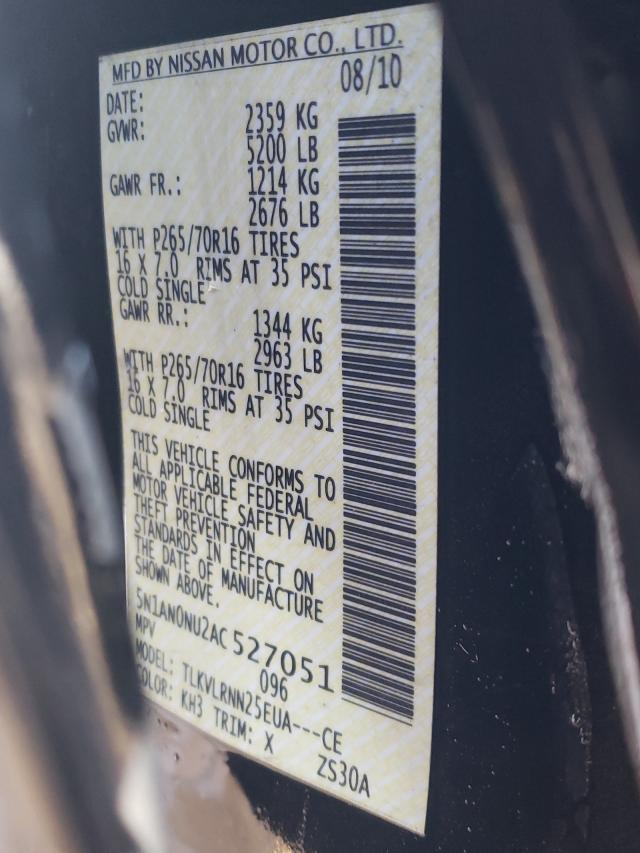 MFD BY NISSAN MOTOR CO., LTD.
DATE: 08/10
GVWR: 2359 KG
5200 LB
GAWR FR.: 1214 KG
2676 LB
WITH P265/70R16 TIRES
16 X 7.0 RIMS AT 35 PSI
COLD SINGLE
GAWR RR.: 1344 KG
2963 LB
WITH P265/70R16 TIRES
16 X 7.0 RIMS AT 35 PSI
COLD SINGLE
THIS VEHICLE CONFORMS TO
ALL APPLICABLE FEDERAL
MOTOR VEHICLE SAFETY AND
THEFT PREVENTION
STANDARDS IN EFFECT ON
THE DATE OF MANUFACTURE
SHOWN ABOVE.
5N1AN0NU2AC527051
MPV 096
MODEL: TLKVLRNN25EUA---CE
COLOR: KH3 TRIM: X ZS30A